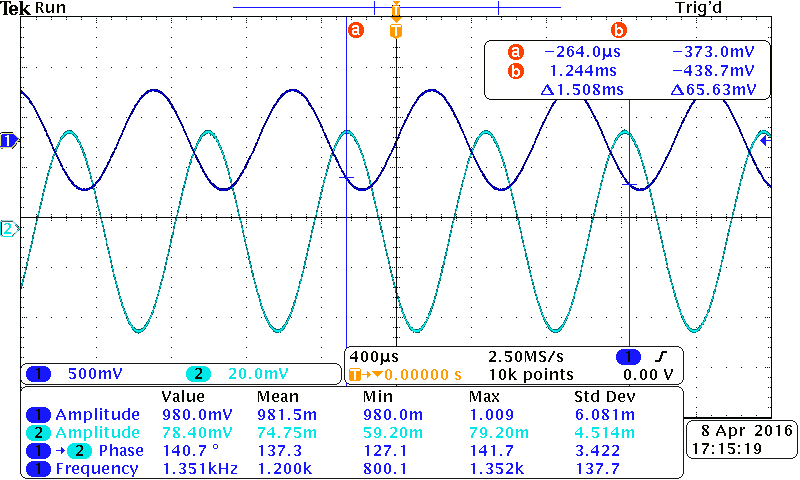 Tek Run Trig'd
T
a T b
a −264.0µs −373.0mV
b 1.244ms −438.7mV
Δ1.508ms Δ65.63mV
1
2
1 500mV 2 20.0mV
400µs 2.50MS/s 1
T→▼0.00000 s 10k points 0.00 V
Value Mean Min Max Std Dev
1 Amplitude 980.0mV 981.5m 980.0m 1.009 6.081m
2 Amplitude 78.40mV 74.75m 59.20m 79.20m 4.514m
1 → 2 Phase 140.7 ° 137.3 127.1 141.7 3.422
1 Frequency 1.351kHz 1.200k 800.1 1.352k 137.7
8 Apr 2016
17:15:19